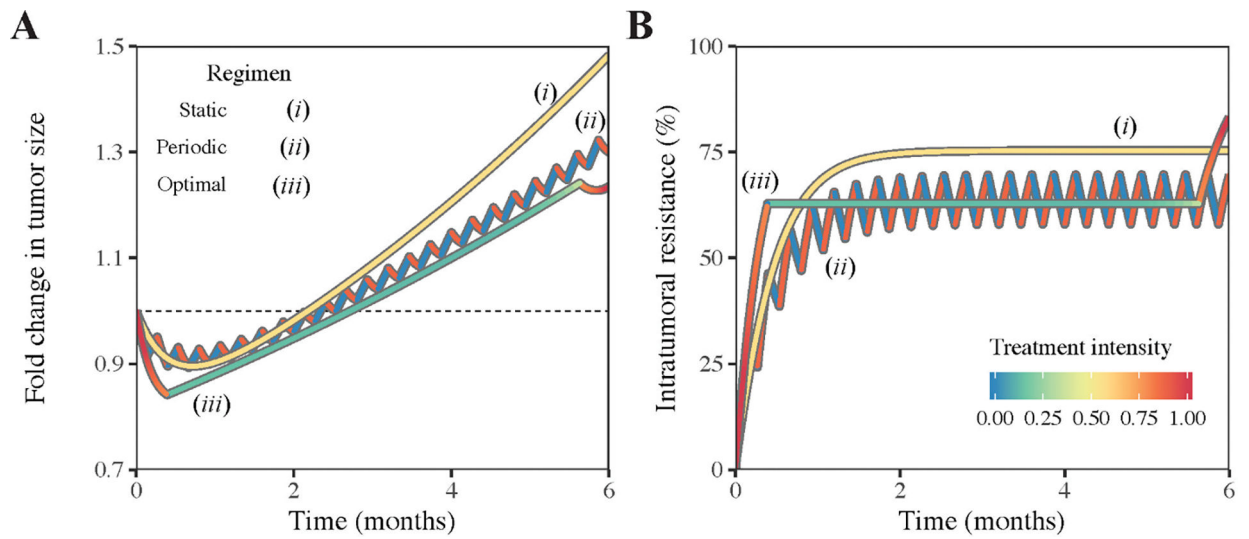 A
Fold change in tumor size
1.5
1.3
1.1
0.9
0.7
Regimen
Static (i)
Periodic (ii)
Optimal (iii)
(i)
(ii)
(iii)
0 2 4 6
Time (months)
B
Intratumoral resistance (%)
100
75
50
25
0
(i)
(iii)
(ii)
Treatment intensity
0.00 0.25 0.50 0.75 1.00
0 2 4 6
Time (months)